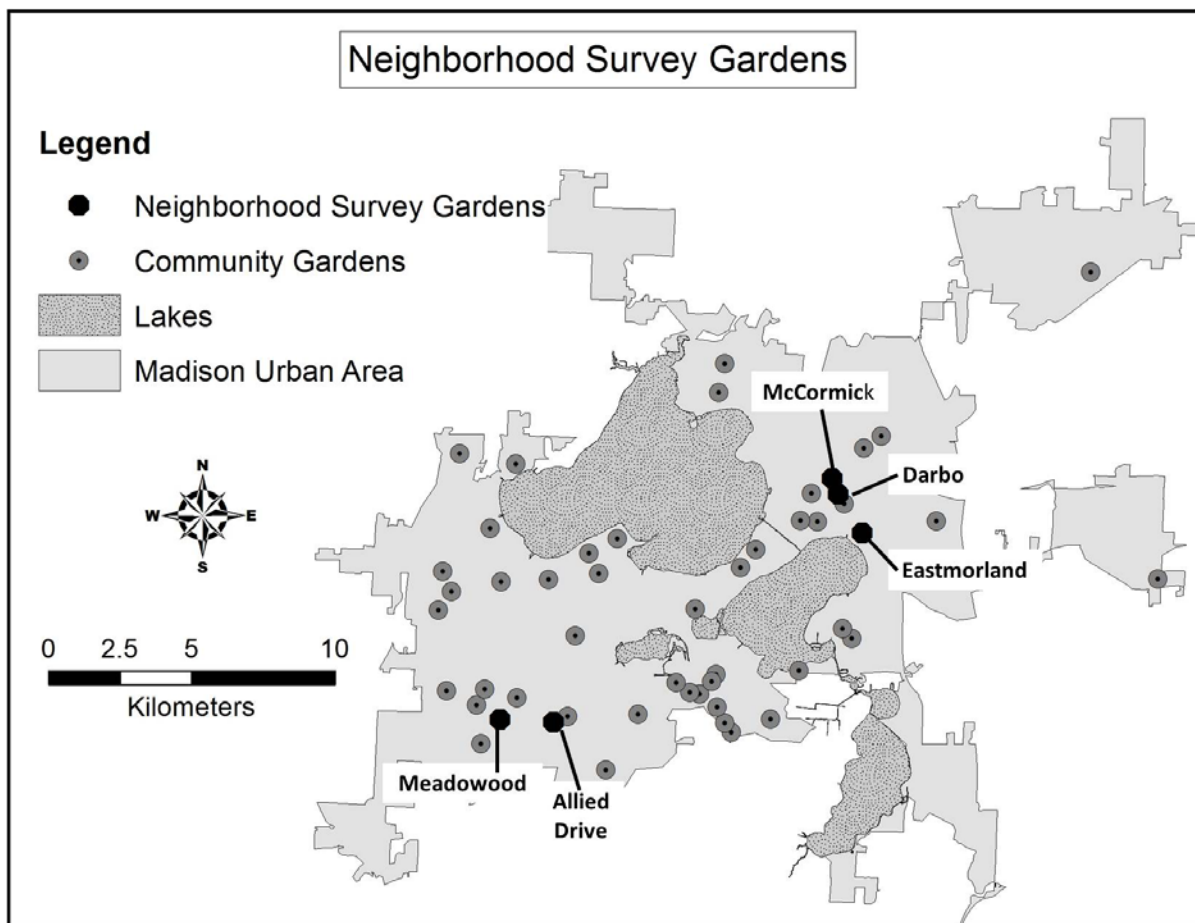 Neighborhood Survey Gardens
Legend
Neighborhood Survey Gardens
Community Gardens
Lakes
Madison Urban Area
N
W E
S
0 2.5 5 10
Kilometers
McCormick
Darbo
Eastmorland
Meadowood
Allied
Drive